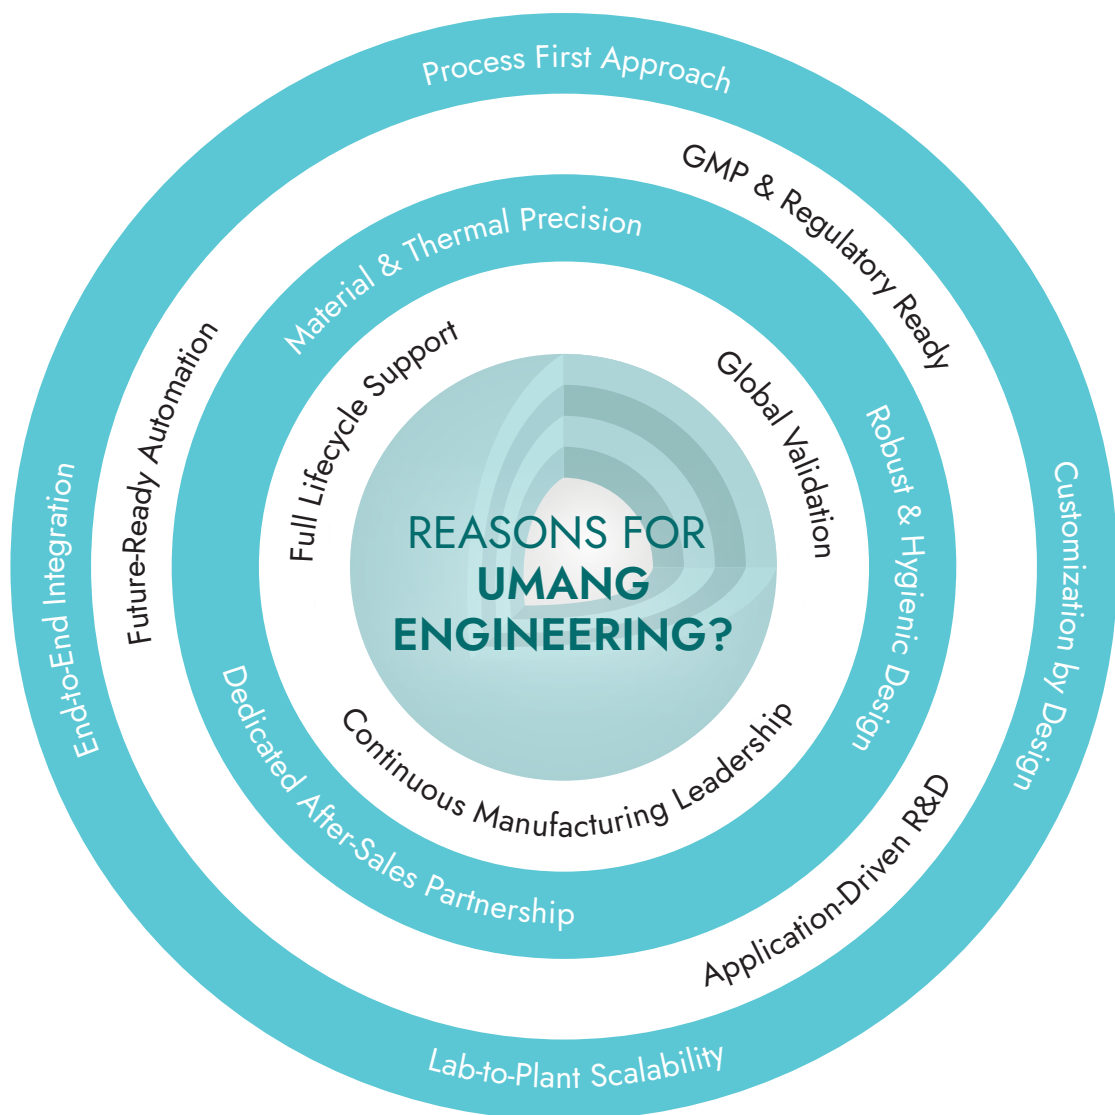 Process First Approach
GMP & Regulatory Ready
Material & Thermal Precision
Future-Ready Automation
Full Lifecycle Support
Global Validation
Robust & Hygienic Design
End-to-End Integration
Customization by Design
REASONS FOR
UMANG
ENGINEERING?
Dedicated After-Sales Partnership
Continuous Manufacturing Leadership
Application-Driven R&D
Lab-to-Plant Scalability